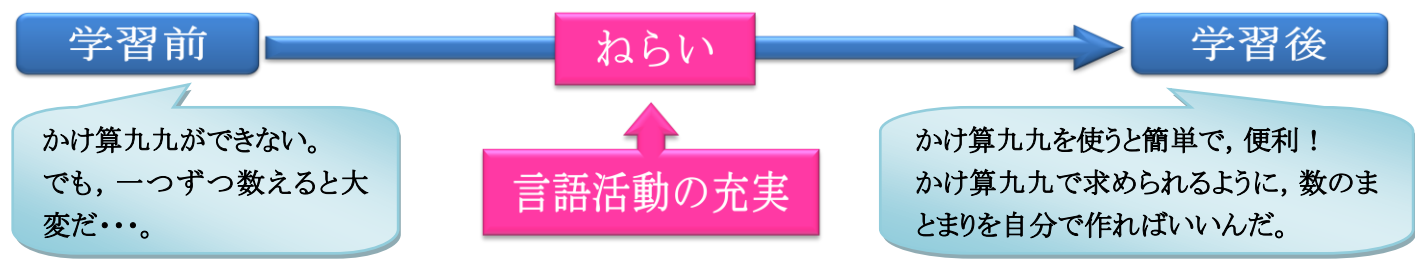 学習前
ねらい
学習後
かけ算九九ができない。
でも，一つずつ数えると大
変だ・・・。
言語活動の充実
かけ算九九を使うと簡単で，便利！
かけ算九九で求められるように，数のま
とまりを自分で作ればいいんだ。